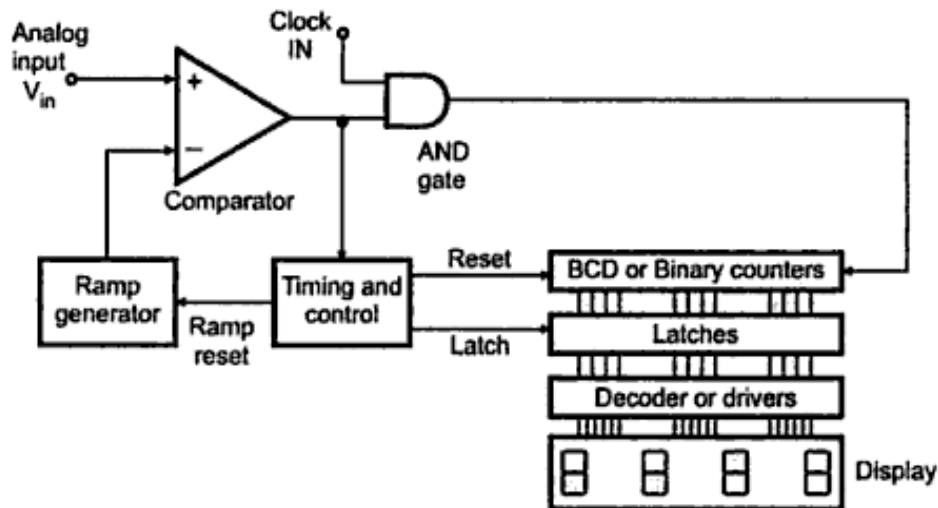 Analog
input
Vin
+
−
Comparator
Clock
IN
AND
gate
Ramp
generator
Ramp
reset
Timing and
control
Reset
Latch
BCD or Binary counters
Latches
Decoder or drivers
Display